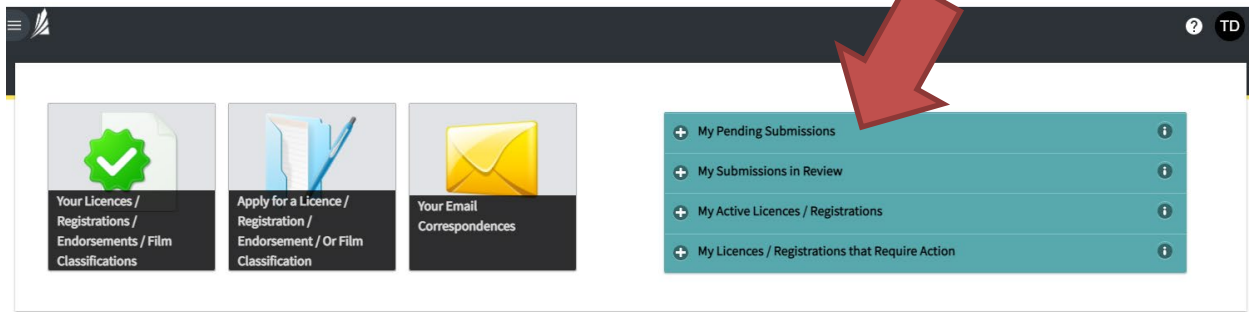 TD
Your Licences /
Registrations /
Endorsements / Film
Classifications
Apply for a Licence /
Registration /
Endorsement / Or Film
Classification
Your Email
Correspondences
My Pending Submissions
My Submissions in Review
My Active Licences / Registrations
My Licences / Registrations that Require Action